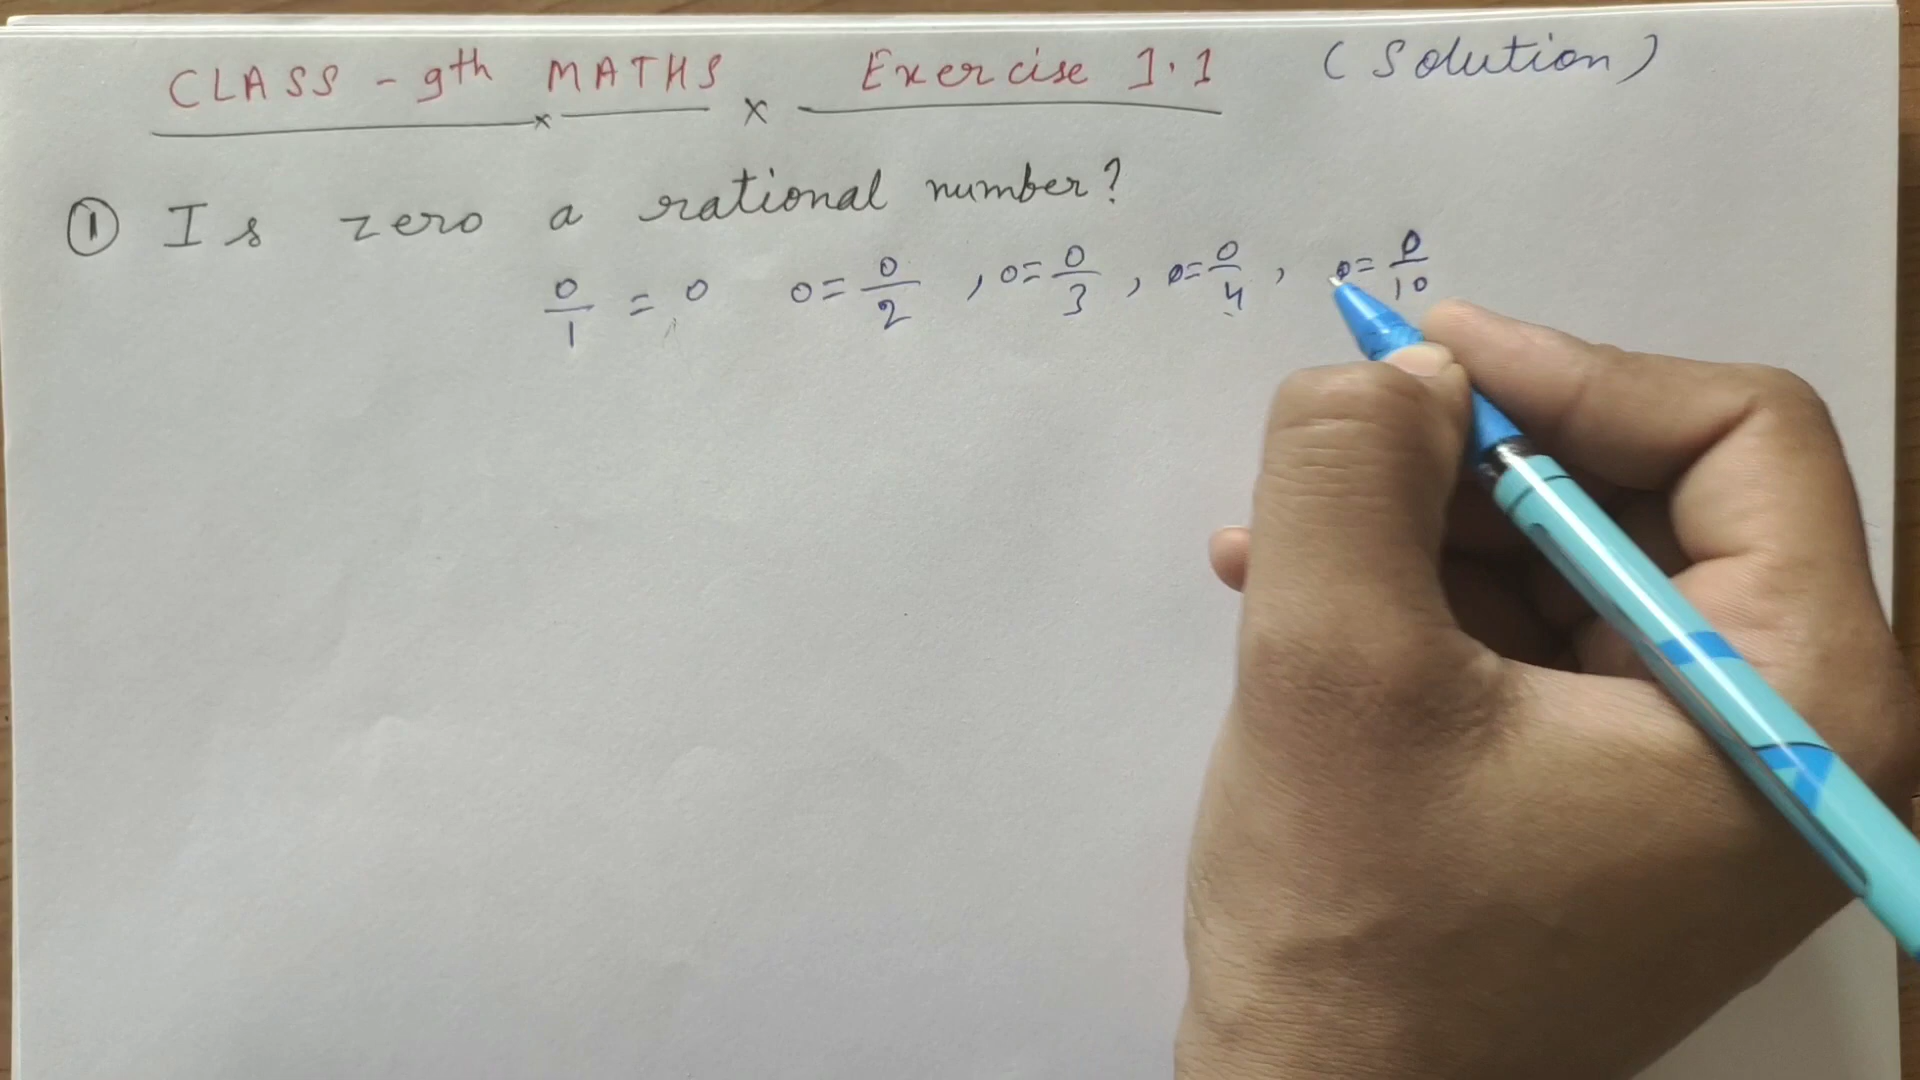 CLASS - 9th MATHS x Exercise 1.1 (Solution)
① Is zero a rational number?
0/1 = 0 0=0/2 , 0=0/3 , 0=0/4 , 0=0/10